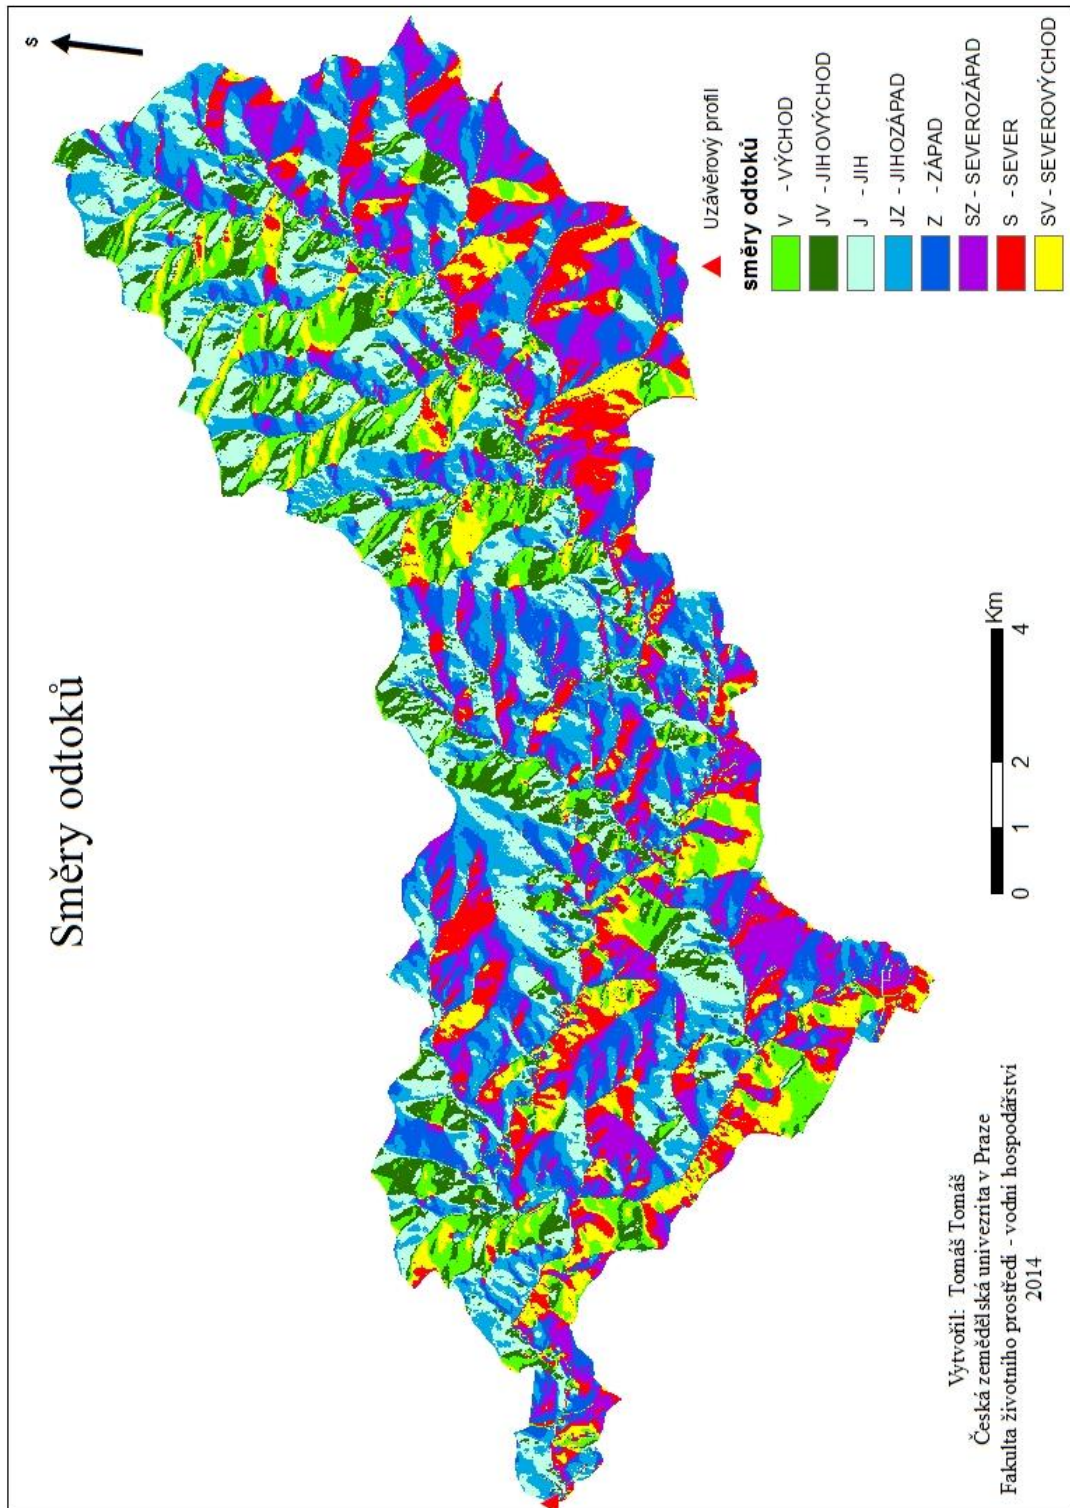 Směry odtoků
S
Uzávěrový profil
směry odtoků
V - VÝCHOD
JV - JIHOVÝCHOD
J - JIH
JZ - JIHOZÁPAD
Z - ZÁPAD
SZ - SEVEROZÁPAD
S - SEVER
SV - SEVEROVÝCHOD
Km
0 1 2 4
Vytvořil: Tomáš Tomáš
Česká zemědělská univezrita v Praze
Fakulta životního prostředí - vodní hospodářství
2014